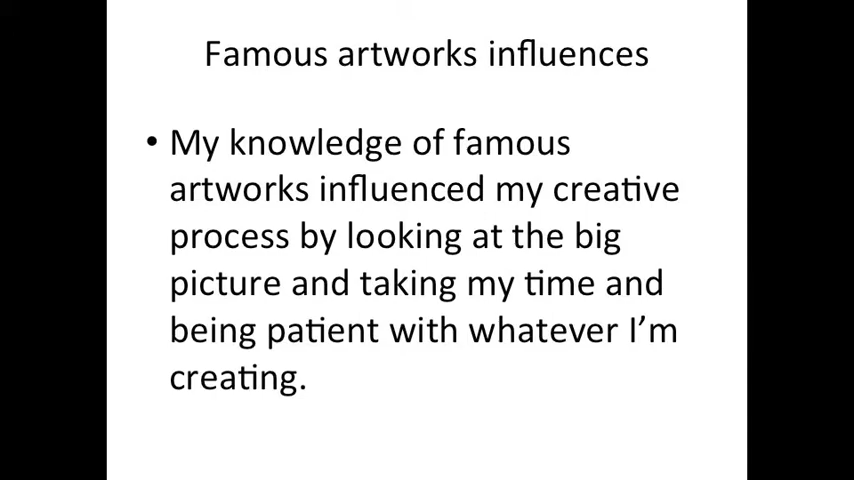 Famous artworks influences
• My knowledge of famous
artworks influenced my creative
process by looking at the big
picture and taking my time and
being patient with whatever I’m
creating.